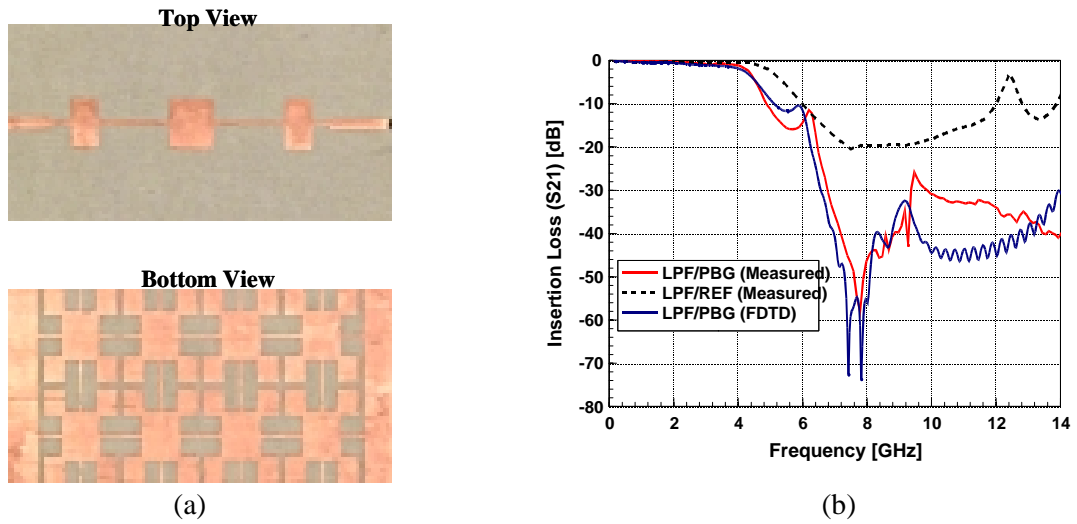 Top View
Bottom View
(a)
Insertion Loss (S21) [dB]
0
-10
-20
-30
-40
-50
-60
-70
-80
LPF/PBG (Measured)
LPF/REF (Measured)
LPF/PBG (FDTD)
0 2 4 6 8 10 12 14
Frequency [GHz]
(b)